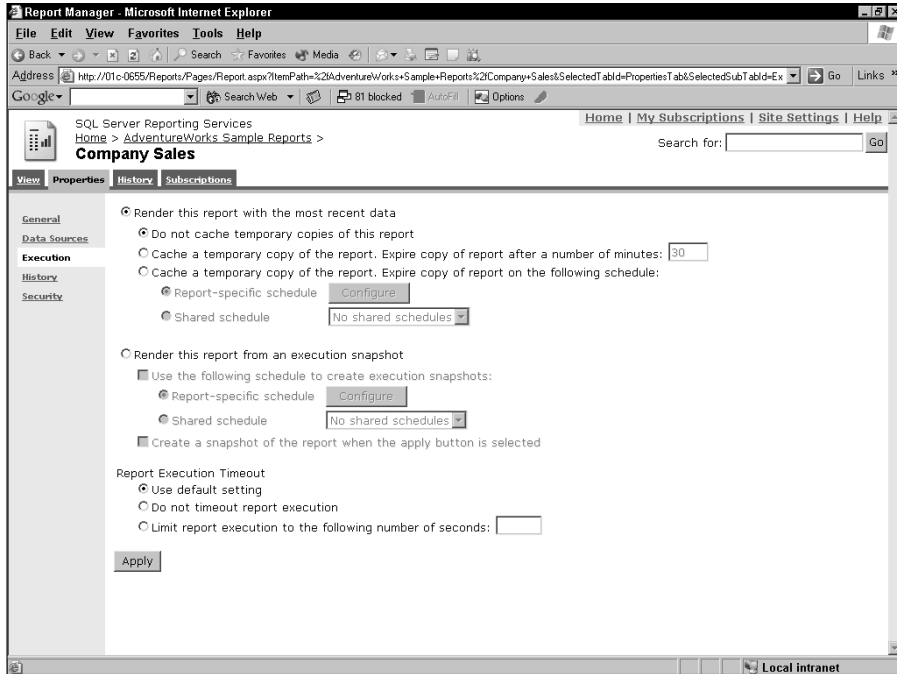 Report Manager - Microsoft Internet Explorer
File Edit View Favorites Tools Help
Back Search Favorites Media
Address http://01c-0655/Reports/Pages/Report.aspx?ItemPath=%2fAdventureWorks+Sample+Reports%2fCompany+Sales&SelectedTabId=PropertiesTab&SelectedSubTabId=Ex Go Links »
Google Search Web 81 blocked AutoFill Options
Home | My Subscriptions | Site Settings | Help
SQL Server Reporting Services
Home > AdventureWorks Sample Reports >
Company Sales
Search for: Go
View Properties History Subscriptions
General
Data Sources
Execution
History
Security
Render this report with the most recent data
Do not cache temporary copies of this report
Cache a temporary copy of the report. Expire copy of report after a number of minutes: 30
Cache a temporary copy of the report. Expire copy of report on the following schedule:
Report-specific schedule Configure
Shared schedule No shared schedules
Render this report from an execution snapshot
Use the following schedule to create execution snapshots:
Report-specific schedule Configure
Shared schedule No shared schedules
Create a snapshot of the report when the apply button is selected
Report Execution Timeout
Use default setting
Do not timeout report execution
Limit report execution to the following number of seconds:
Apply
Local intranet